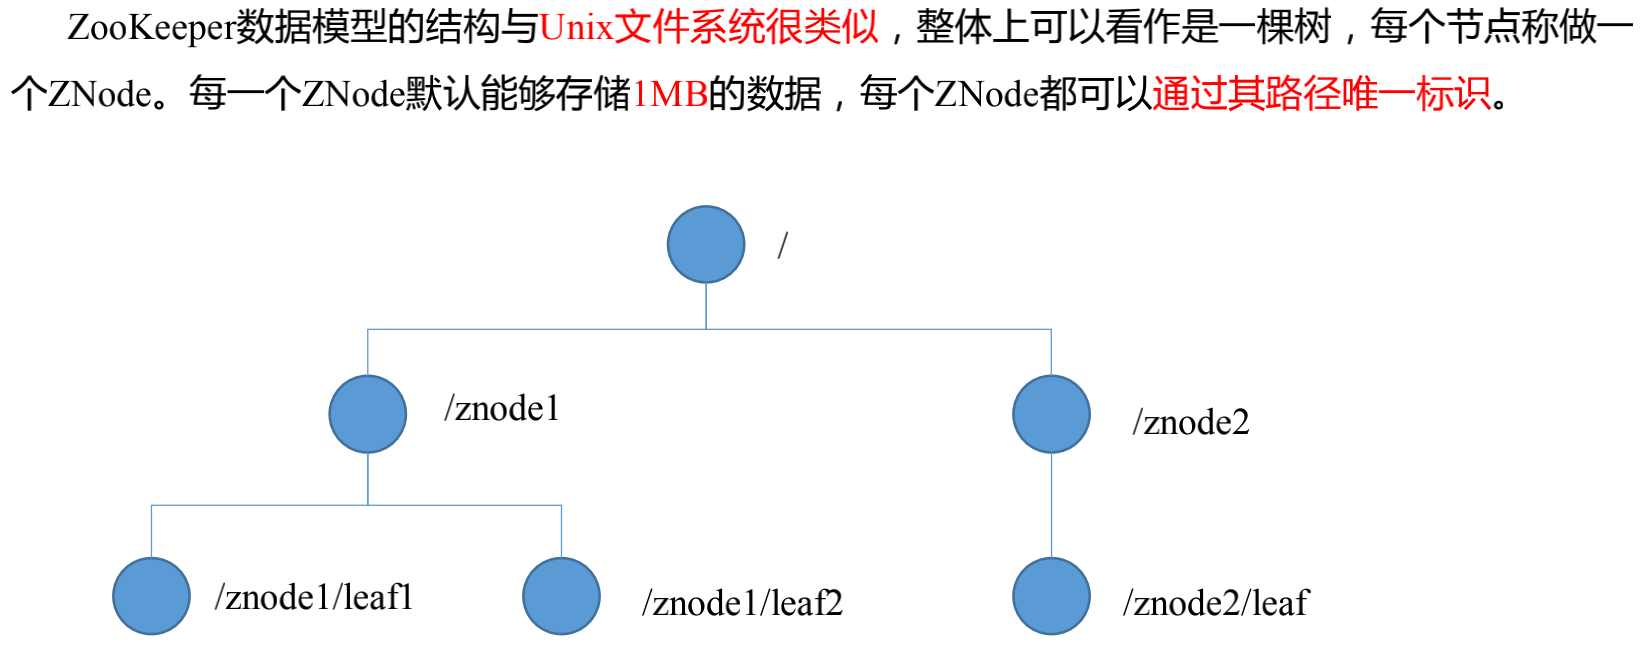 ZooKeeper数据模型的结构与Unix文件系统很类似，整体上可以看作是一棵树，每个节点称做一
个ZNode。每一个ZNode默认能够存储1MB的数据，每个ZNode都可以通过其路径唯一标识。
/
/znode1
/znode2
/znode1/leaf1
/znode1/leaf2
/znode2/leaf